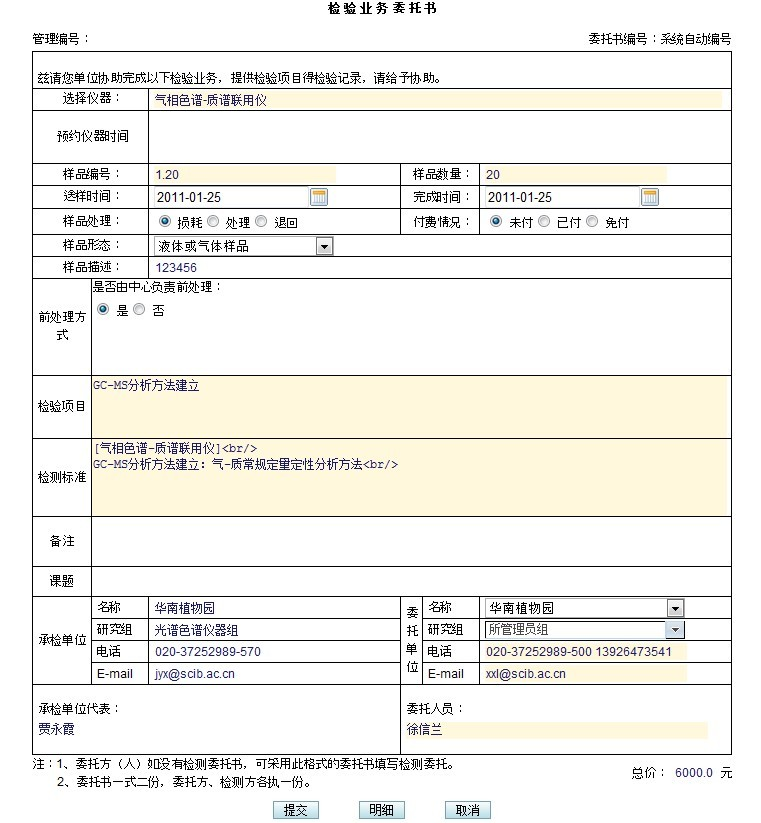 检验业务委托书
管理编号： 委托书编号：系统自动编号
兹请您单位协助完成以下检验业务，提供检验项目得检验记录，请给予协助。
选择仪器： 气相色谱-质谱联用仪
预约仪器时间
样品编号： 1.20 样品数量： 20
送样时间： 2011-01-25 完成时间： 2011-01-25
样品处理： 损耗 处理 退回 付费情况： 未付 已付 免付
样品形态： 液体或气体样品
样品描述： 123456
是否由中心负责前处理：
前处理方式 是 否
检验项目 GC-MS分析方法建立
检测标准 [气相色谱-质谱联用仪]<br/>
GC-MS分析方法建立：气-质常规定量定性分析方法<br/>
备注
课题
承检单位 名称 华南植物园 委托单位 名称 华南植物园
研究组 光谱色谱仪器组 研究组 所管理员组
电话 020-37252989-570 电话 020-37252989-500 13926473541
E-mail jyx@scib.ac.cn E-mail xxl@scib.ac.cn
承检单位代表： 委托人员：
贾永霞 徐信兰
注：1、委托方（人）如没有检测委托书，可采用此格式的委托书填写检测委托。
2、委托书一式二份，委托方、检测方各执一份。 总价： 6000.0 元
提交 明细 取消